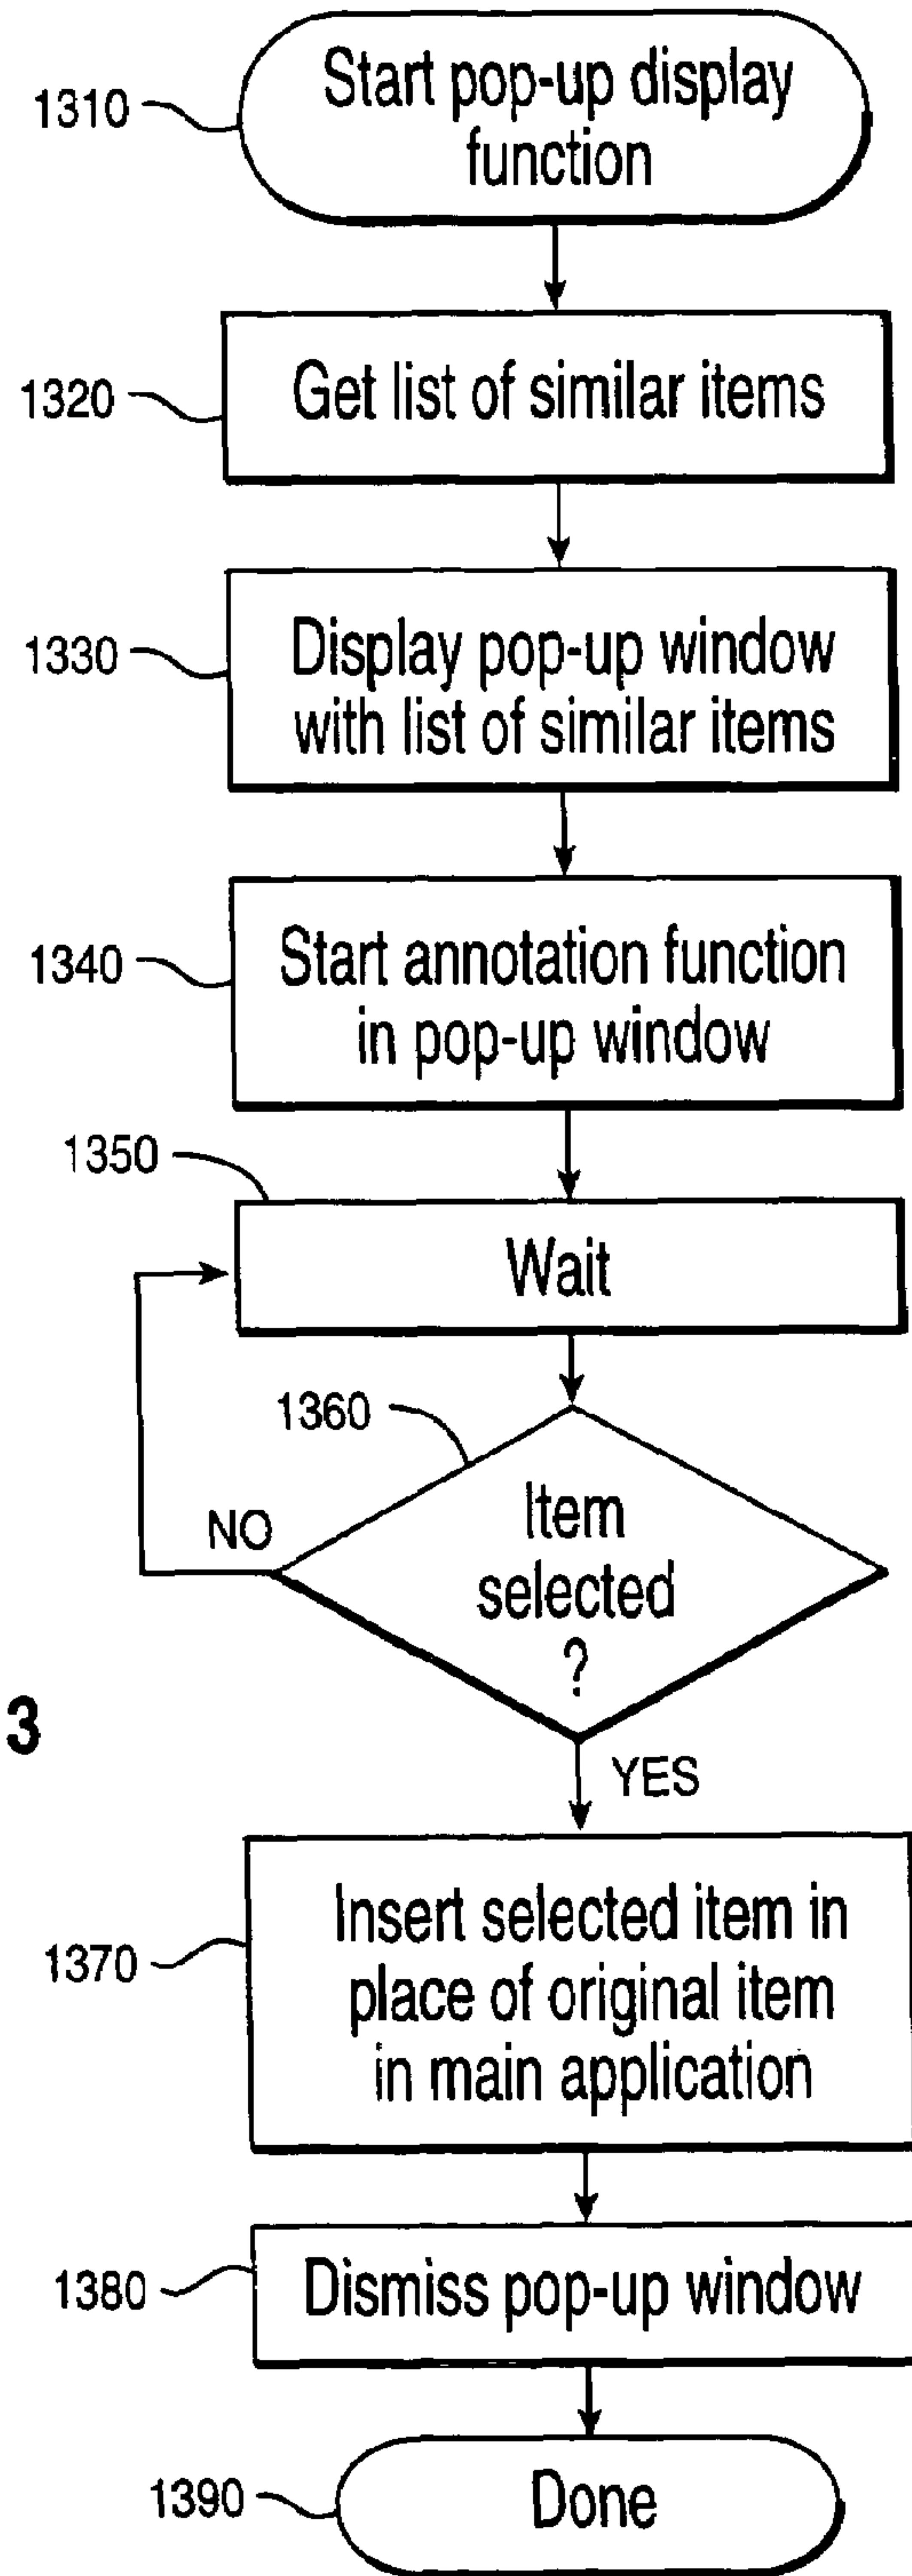 1310
Start pop-up display
function
1320
Get list of similar items
1330
Display pop-up window
with list of similar items
1340
Start annotation function
in pop-up window
1350
Wait
1360
Item
selected
?
NO
3
YES
1370
Insert selected item in
place of original item
in main application
1380
Dismiss pop-up window
1390
Done